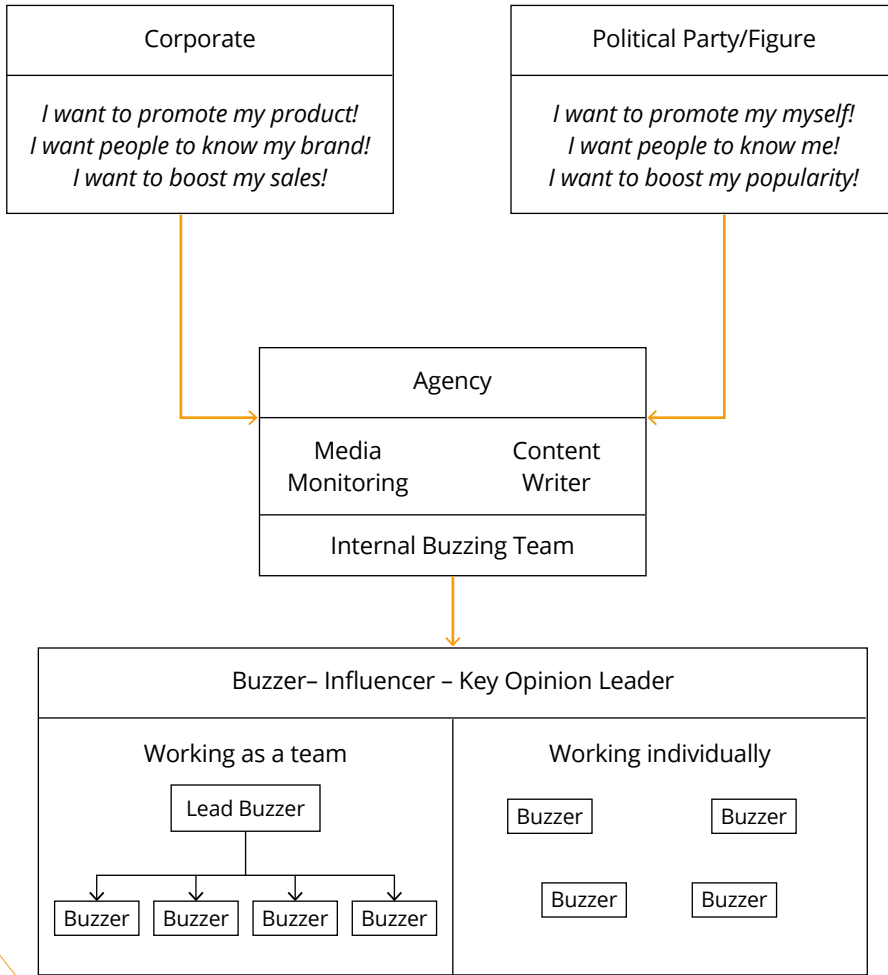 Corporate
I want to promote my product!
I want people to know my brand!
I want to boost my sales!
Political Party/Figure
I want to promote my myself!
I want people to know me!
I want to boost my popularity!
Agency
Media
Monitoring
Content
Writer
Internal Buzzing Team
Buzzer– Influencer – Key Opinion Leader
Working as a team
Lead Buzzer
Buzzer
Buzzer
Buzzer
Buzzer
Working individually
Buzzer
Buzzer
Buzzer
Buzzer